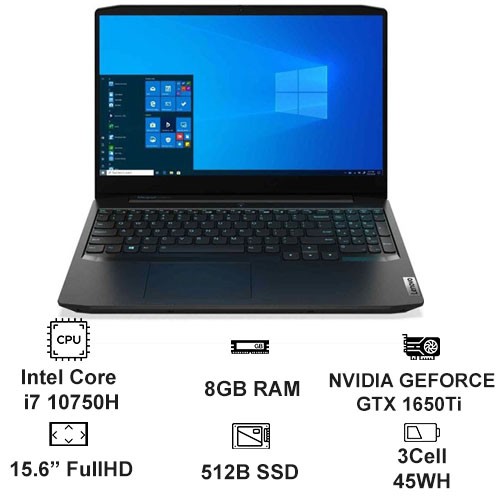 Lenovo
CPU
GB
Intel Core
i7 10750H
8GB RAM
NVIDIA GEFORCE
GTX 1650Ti
15.6” FullHD
512B SSD
3Cell
45WH